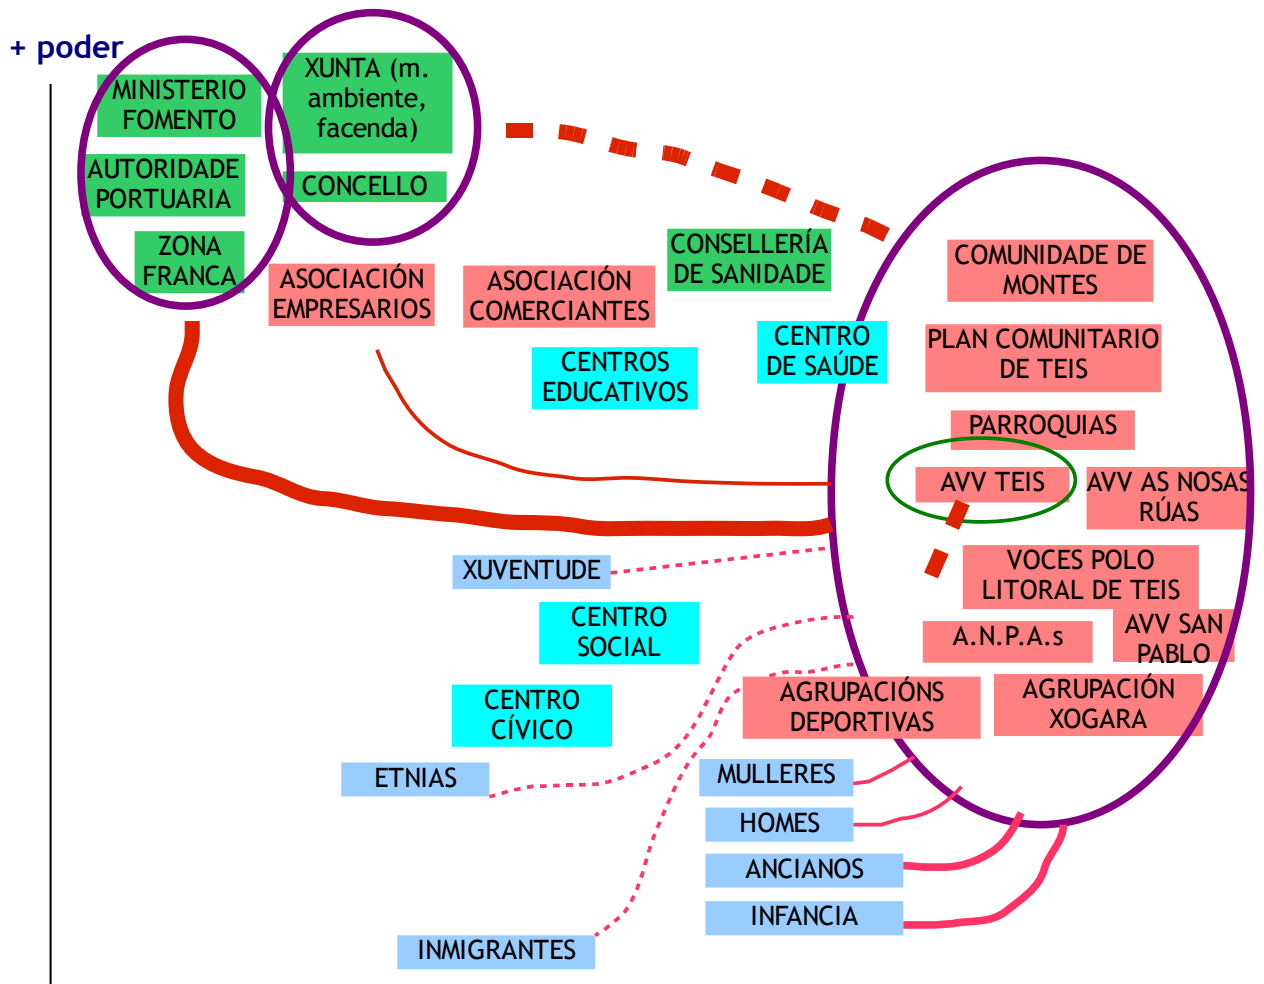 + poder
MINISTERIO
FOMENTO
XUNTA (m.
ambiente,
facenda)
AUTORIDADE
PORTUARIA
CONCELLO
ZONA
FRANCA
ASOCIACIÓN
EMPRESARIOS
ASOCIACIÓN
COMERCIANTES
CONSELLERÍA
DE SANIDADE
COMUNIDADE DE
MONTES
CENTROS
EDUCATIVOS
CENTRO
DE SAÚDE
PLAN COMUNITARIO
DE TEIS
PARROQUIAS
AVV TEIS
AVV AS NOSAS
RÚAS
XUVENTUDE
VOCES POLO
LITORAL DE TEIS
CENTRO
SOCIAL
A.N.P.A.s
AVV SAN
PABLO
CENTRO
CÍVICO
AGRUPACIÓNS
DEPORTIVAS
AGRUPACIÓN
XOGARA
ETNIAS
MULLERES
HOMES
ANCIANOS
INFANCIA
INMIGRANTES